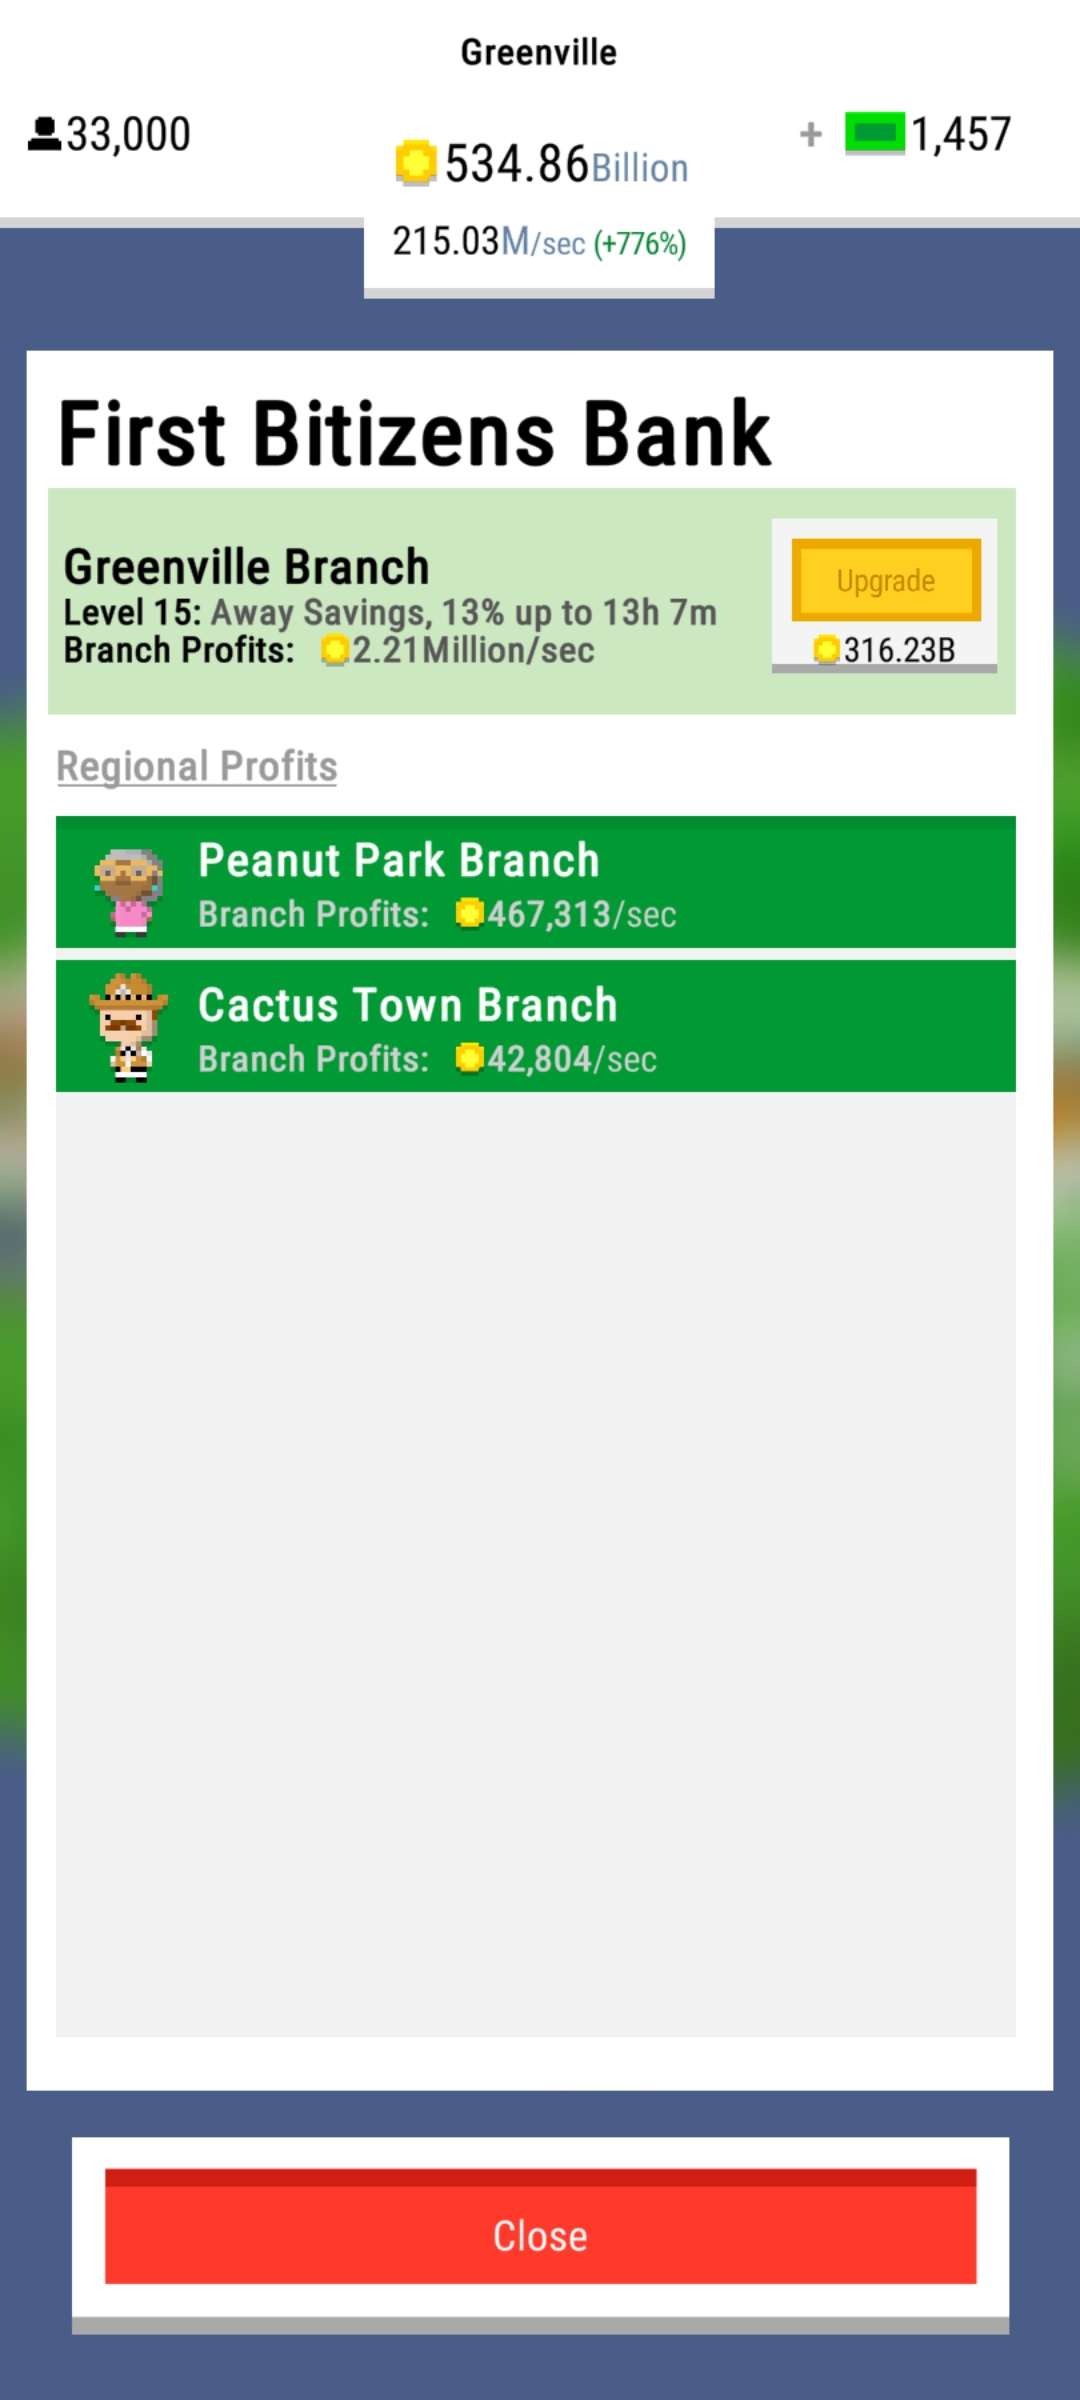 Greenville
33,000
534.86Billion
+ 1,457
215.03M/sec (+776%)
First Bitizens Bank
Greenville Branch
Level 15: Away Savings, 13% up to 13h 7m
Branch Profits: 2.21Million/sec
Upgrade
316.23B
Regional Profits
Peanut Park Branch
Branch Profits: 467,313/sec
Cactus Town Branch
Branch Profits: 42,804/sec
Close